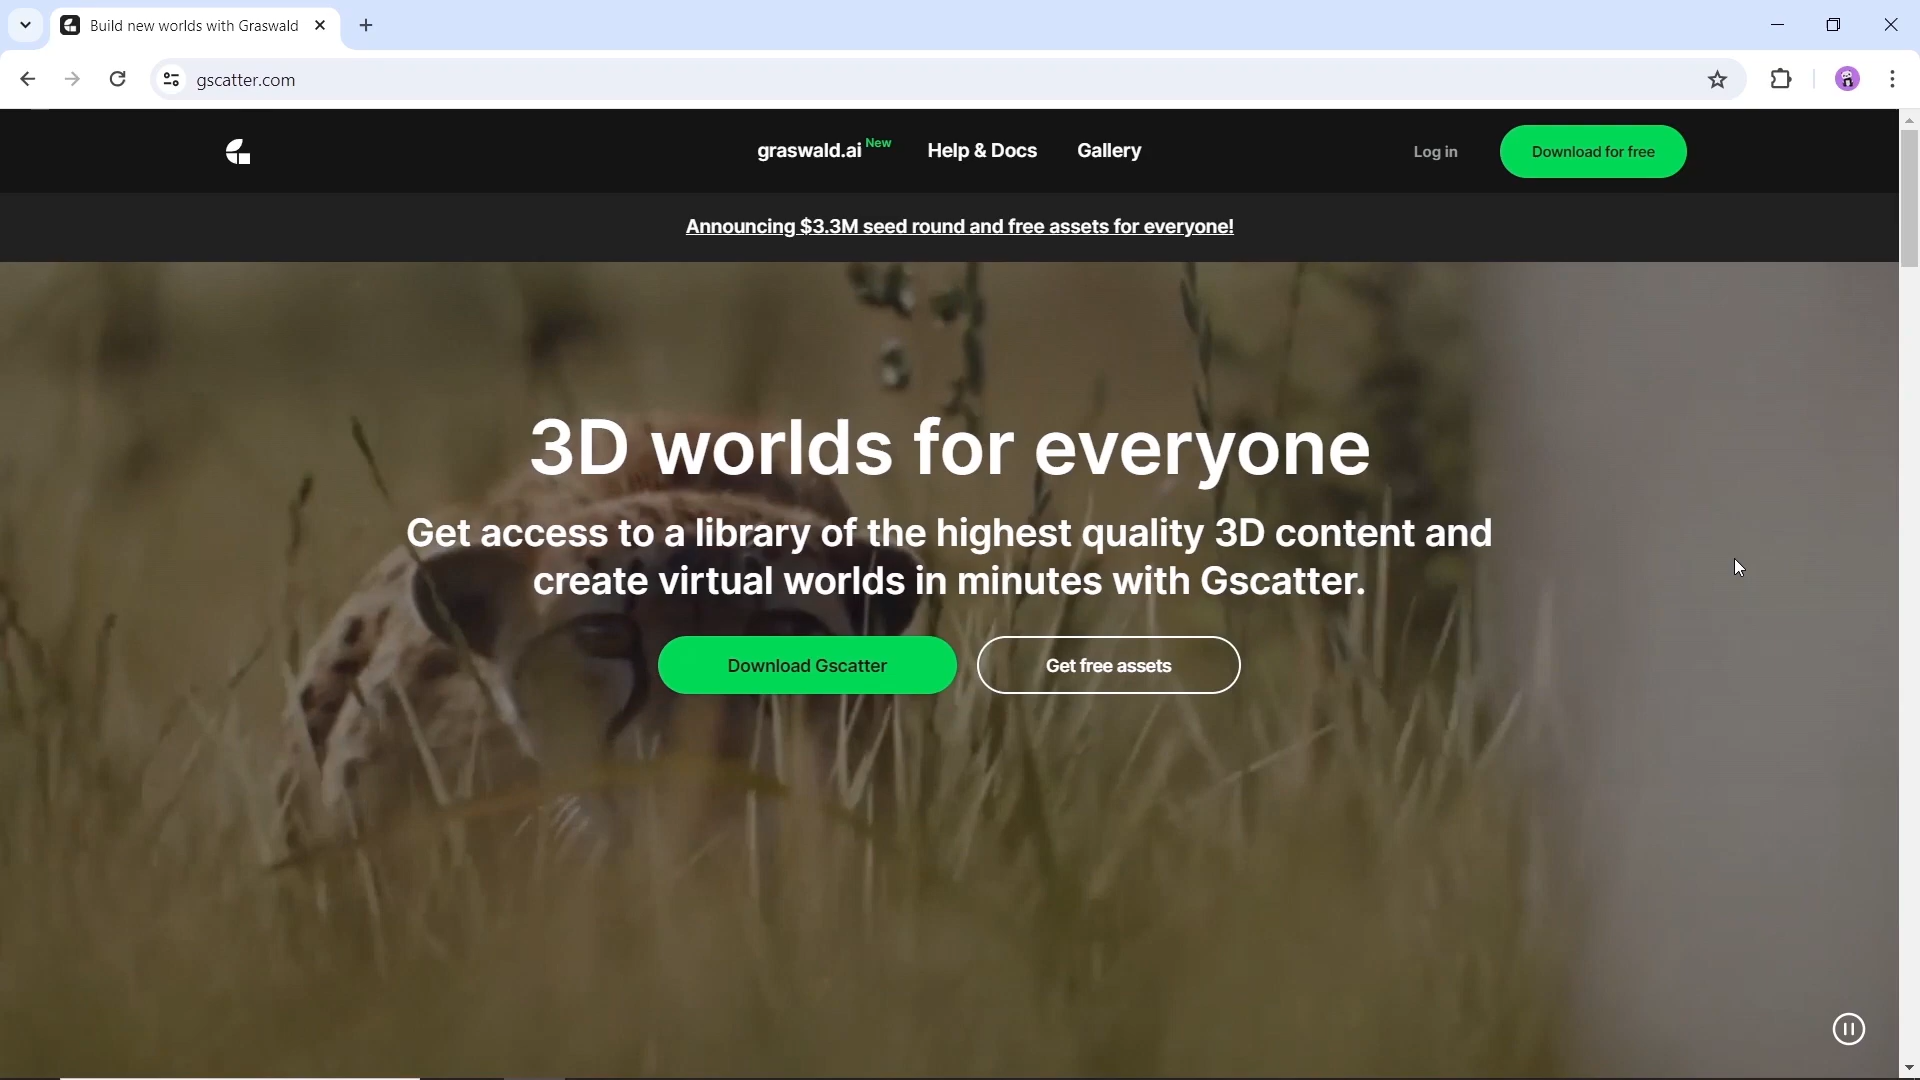 Build new worlds with Graswald
gscatter.com
graswald.ai New
Help & Docs
Gallery
Log in
Download for free
Announcing $3.3M seed round and free assets for everyone!
3D worlds for everyone
Get access to a library of the highest quality 3D content and
create virtual worlds in minutes with Gscatter.
Download Gscatter
Get free assets